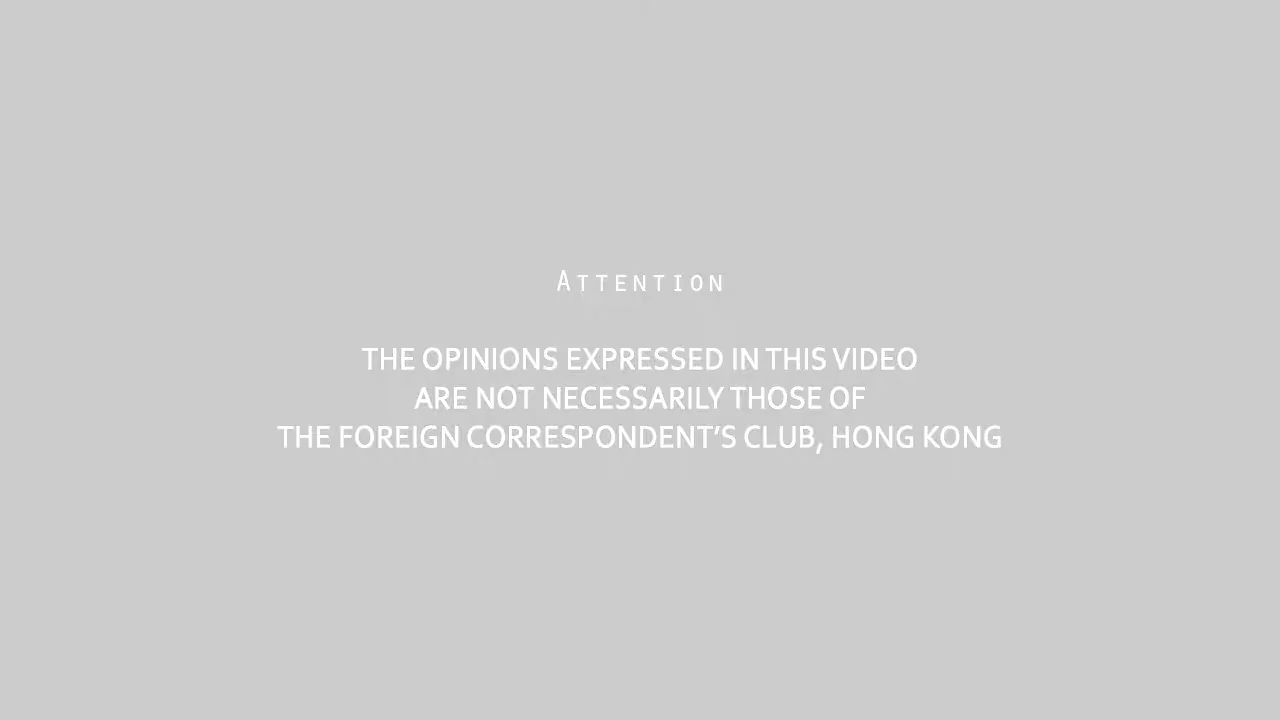 Attention
THE OPINIONS EXPRESSED IN THIS VIDEO
ARE NOT NECESSARILY THOSE OF
THE FOREIGN CORRESPONDENT’S CLUB, HONG KONG